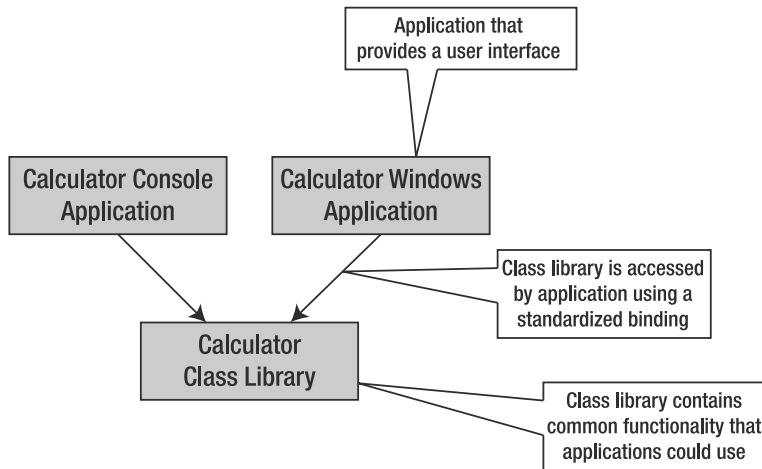 Application that
provides a user interface
Calculator Console
Application
Calculator Windows
Application
Class library is accessed
by application using a
standardized binding
Calculator
Class Library
Class library contains
common functionality that
applications could use